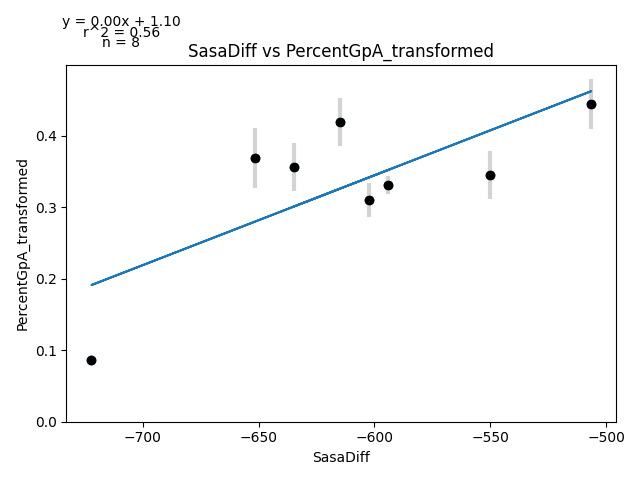 y = 0.00x + 1.10
r^2 = 0.56
n = 8
SasaDiff vs PercentGpA_transformed
PercentGpA_transformed
0.4
0.3
0.2
0.1
0.0
−700
−650
−600
−550
−500
SasaDiff